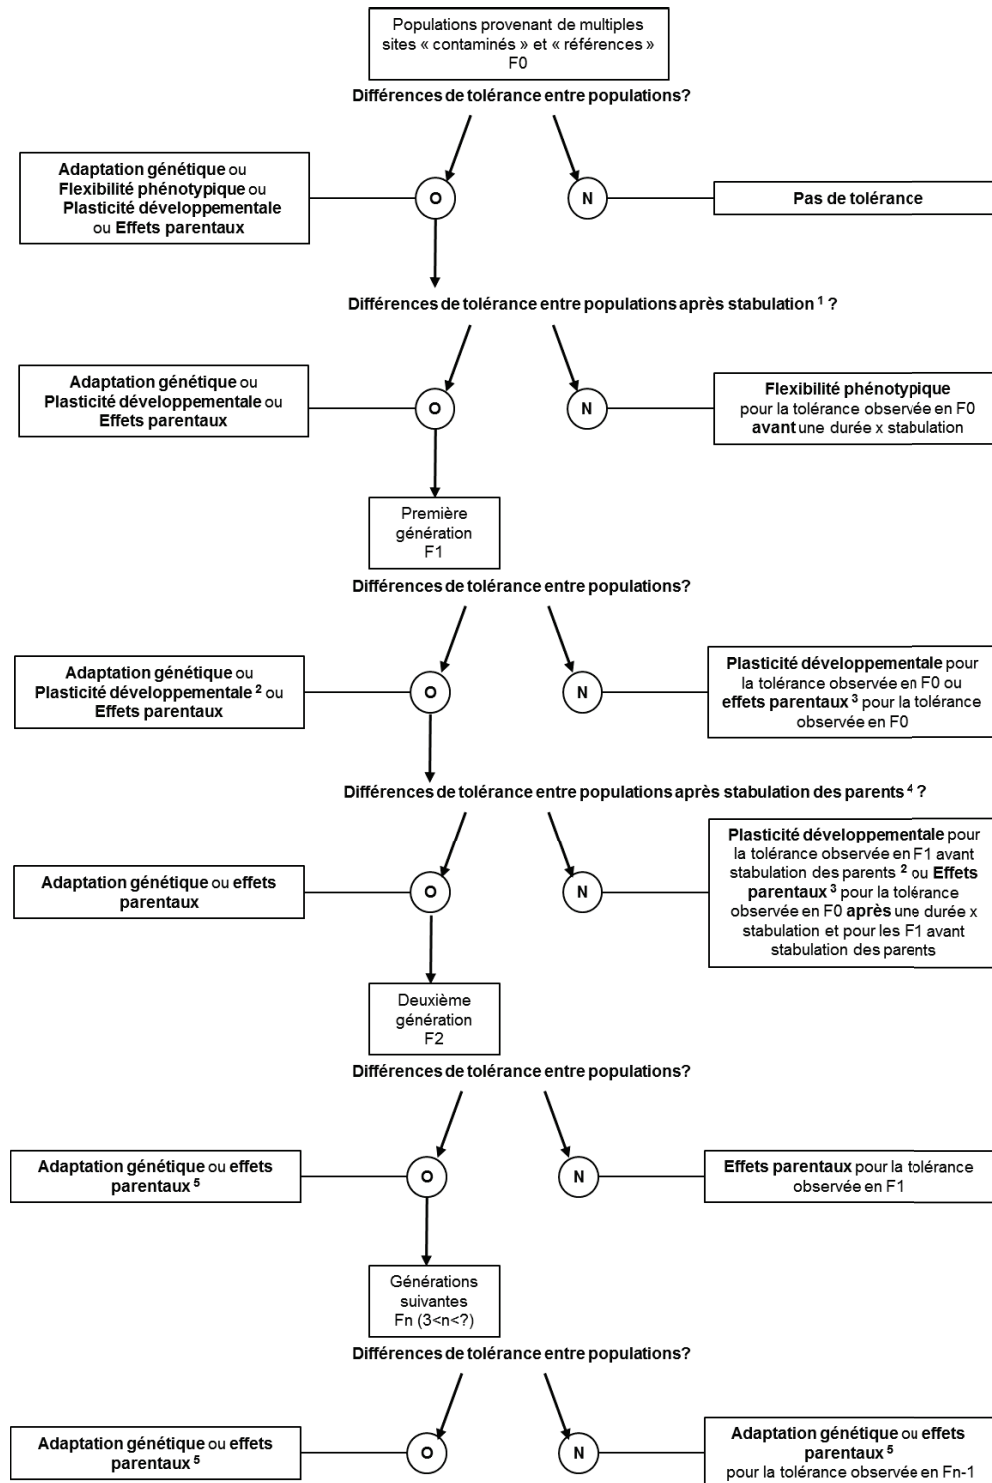 Populations provenant de multiples
sites « contaminés » et « références »
F0
Différences de tolérance entre populations?
Adaptation génétique ou
Flexibilité phénotypique ou
Plasticité développementale
ou Effets parentaux
O
N
Pas de tolérance
Différences de tolérance entre populations après stabulation 1 ?
Adaptation génétique ou
Plasticité développementale ou
Effets parentaux
O
N
Flexibilité phénotypique
pour la tolérance observée en F0
avant une durée x stabulation
Première
génération
F1
Différences de tolérance entre populations?
Adaptation génétique ou
Plasticité développementale 2 ou
Effets parentaux
O
N
Plasticité développementale pour
la tolérance observée en F0 ou
effets parentaux 3 pour la tolérance
observée en F0
Différences de tolérance entre populations après stabulation des parents 4 ?
Adaptation génétique ou effets
parentaux
O
N
Plasticité développementale pour
la tolérance observée en F1 avant
stabulation des parents 2 ou Effets
parentaux 3 pour la tolérance
observée en F0 après une durée x
stabulation et pour les F1 avant
stabulation des parents
Deuxième
génération
F2
Différences de tolérance entre populations?
Adaptation génétique ou effets
parentaux 5
O
N
Effets parentaux pour la tolérance
observée en F1
Générations
suivantes
Fn (3<n<?)
Différences de tolérance entre populations?
Adaptation génétique ou effets
parentaux 5
O
N
Adaptation génétique ou effets
parentaux 5
pour la tolérance observée en Fn-1